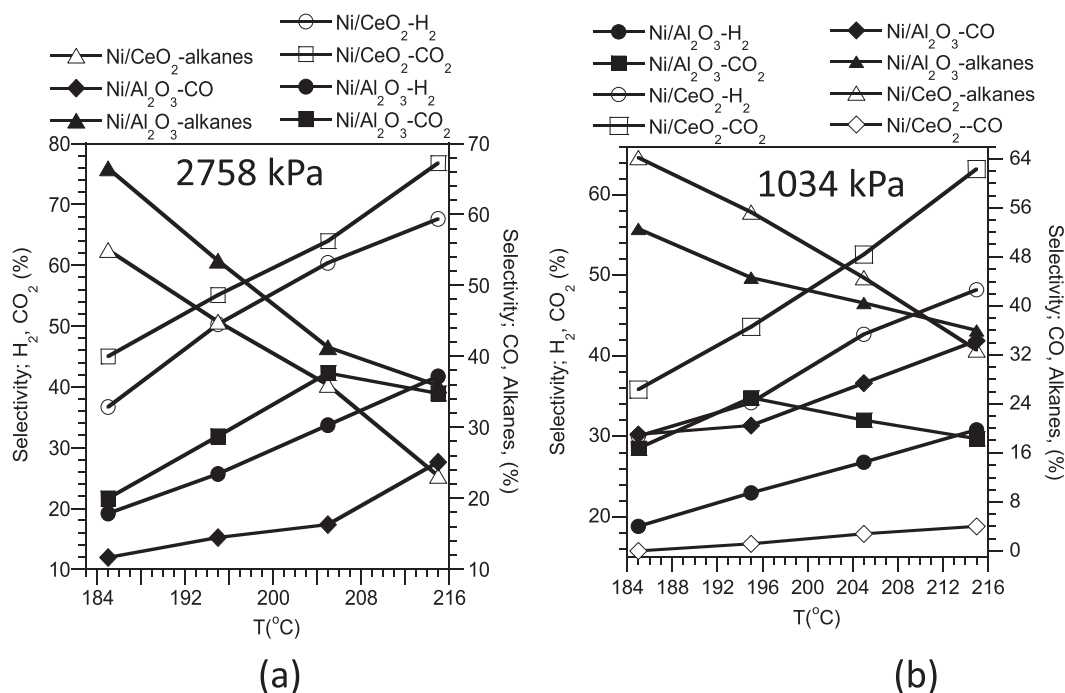 Ni/CeO₂-alkanes
Ni/Al₂O₃-CO
Ni/Al₂O₃-alkanes
Ni/CeO₂-H₂
Ni/CeO₂-CO₂
Ni/Al₂O₃-H₂
Ni/Al₂O₃-CO₂
2758 kPa
Selectivity; H₂, CO₂ (%)
80
70
60
50
40
30
20
10
Selectivity; CO, Alkanes, (%)
70
60
50
40
30
20
10
184 192 200 208 216
T(°C)
(a)
Ni/Al₂O₃-H₂
Ni/Al₂O₃-CO₂
Ni/CeO₂-H₂
Ni/CeO₂-CO₂
Ni/Al₂O₃-CO
Ni/Al₂O₃-alkanes
Ni/CeO₂-alkanes
Ni/CeO₂--CO
1034 kPa
Selectivity; H₂, CO₂ (%)
60
50
40
30
20
Selectivity; CO, Alkanes, (%)
64
56
48
40
32
24
16
8
0
184 188 192 196 200 204 208 212 216
T(°C)
(b)